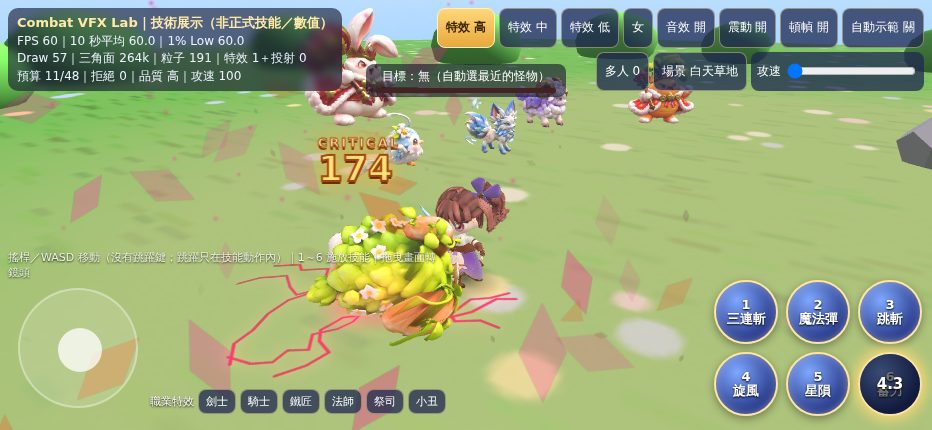 Combat VFX Lab｜技術展示（非正式技能／數值）
FPS 60｜10 秒平均 60.0｜1% Low 60.0
Draw 57｜三角面 264k｜粒子 191｜特效 1＋投射 0
預算 11/48｜拒絕 0｜品質 高｜攻速 100
特效 高
特效 中
特效 低
女
音效 開
震動 開
頓幀 開
自動示範 關
多人 0
場景 白天草地
攻速
目標：無（自動選最近的怪物）
CRITICAL
174
搖桿／WASD 移動（沒有跳躍鍵；跳躍只在技能動作內）｜1～6 施放技能｜拖曳畫面轉
鏡頭
1
三連斬
2
魔法彈
3
跳斬
4
旋風
5
星隕
6
蓄力
4.3
職業特效
劍士
騎士
鐵匠
法師
祭司
小丑